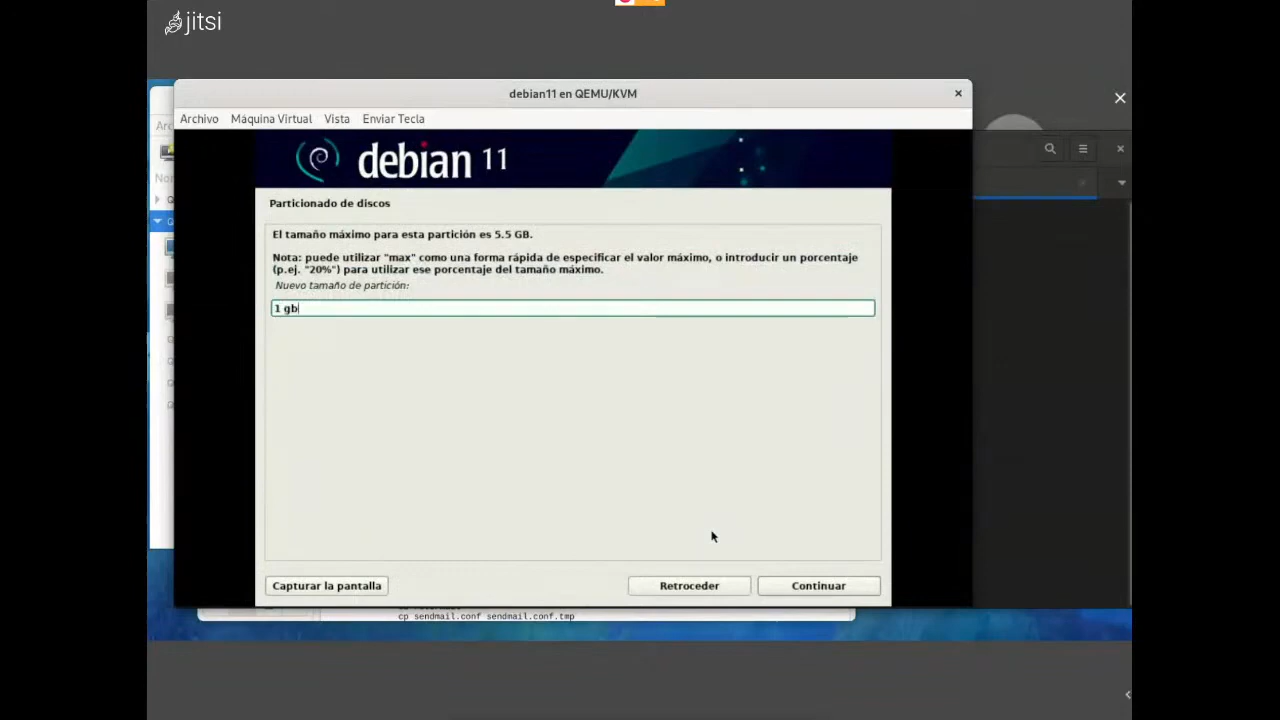 jitsi
debian11 en QEMU/KVM
Archivo Máquina Virtual Vista Enviar Tecla
debian 11
Particionado de discos
El tamaño máximo para esta partición es 5.5 GB.
Nota: puede utilizar "max" como una forma rápida de especificar el valor máximo, o introducir un porcentaje
(p.ej. "20%") para utilizar ese porcentaje del tamaño máximo.
Nuevo tamaño de partición:
1 gb
Capturar la pantalla Retroceder Continuar
cp sendmail.conf sendmail.conf.tmp